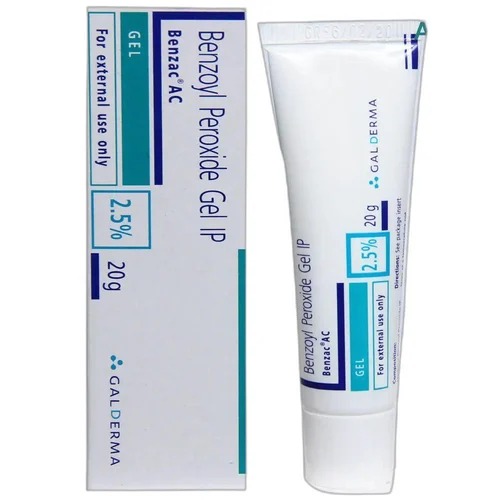 Benzoyl Peroxide Gel IP
Benzac® AC
GEL
For external use only
2.5%
20g
GALDERMA
Benzoyl Peroxide Gel IP
Benzac® AC
GEL
For external use only
2.5%
20 g
GALDERMA
Directions: See package insert
Composition:
A